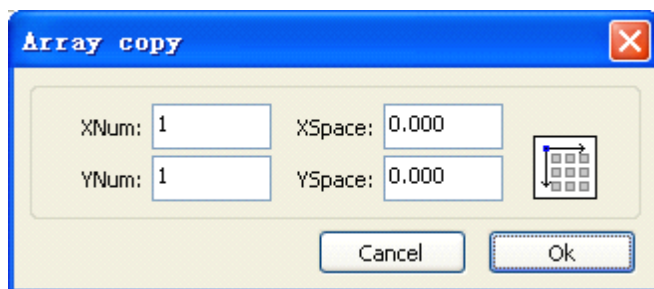 Array copy
XNum: 1 XSpace: 0.000
YNum: 1 YSpace: 0.000
Cancel Ok